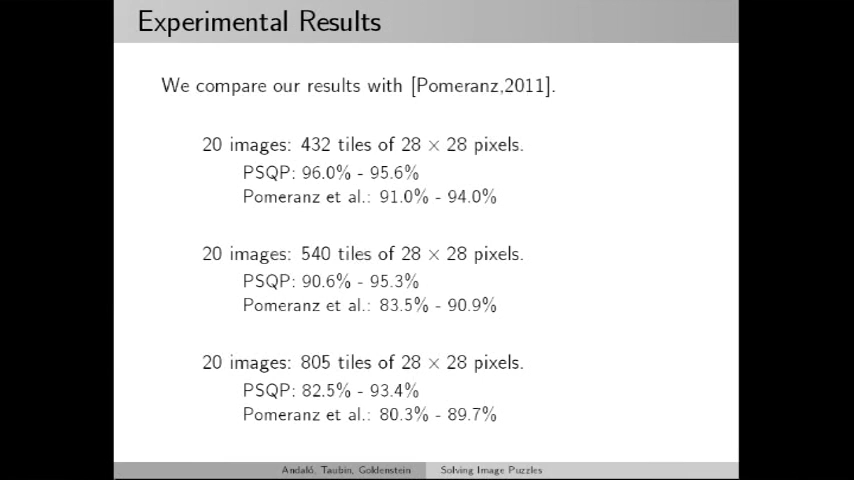 Experimental Results
We compare our results with [Pomeranz,2011].
20 images: 432 tiles of 28 × 28 pixels.
PSQP: 96.0% - 95.6%
Pomeranz et al.: 91.0% - 94.0%
20 images: 540 tiles of 28 × 28 pixels.
PSQP: 90.6% - 95.3%
Pomeranz et al.: 83.5% - 90.9%
20 images: 805 tiles of 28 × 28 pixels.
PSQP: 82.5% - 93.4%
Pomeranz et al.: 80.3% - 89.7%
Andaló, Taubin, Goldenstein Solving Image Puzzles